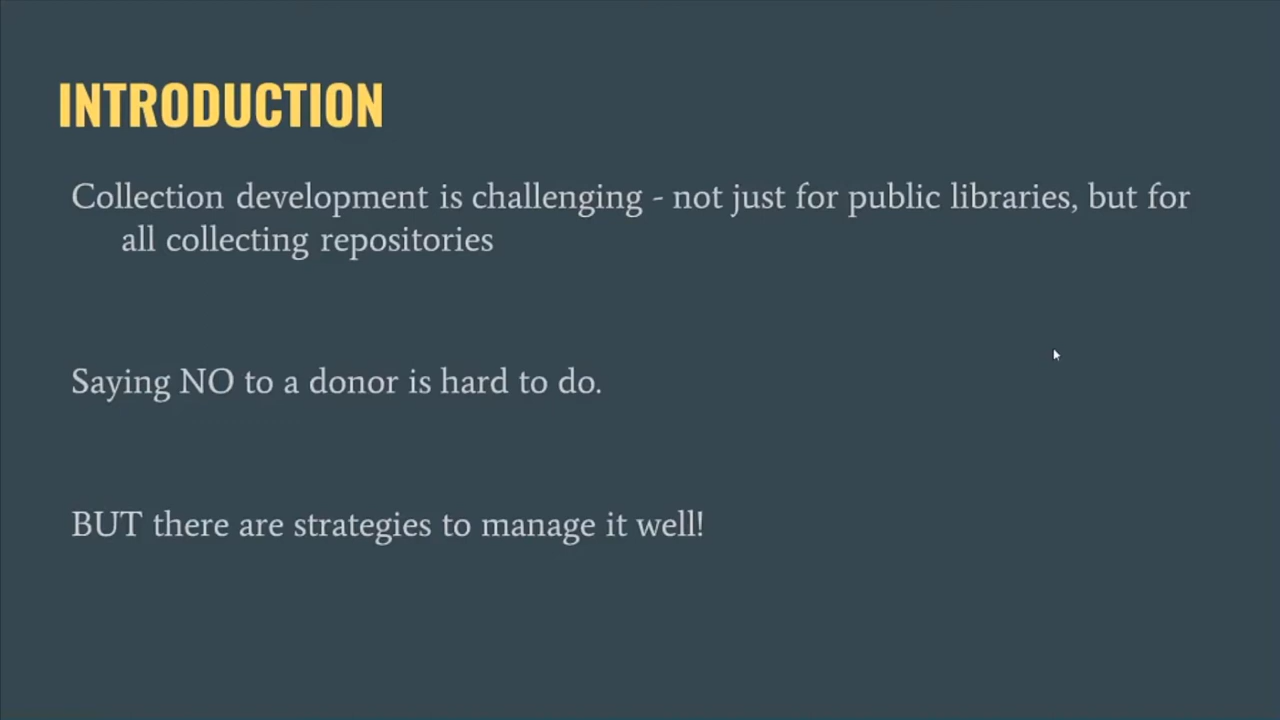 INTRODUCTION
Collection development is challenging - not just for public libraries, but for
all collecting repositories
Saying NO to a donor is hard to do.
BUT there are strategies to manage it well!